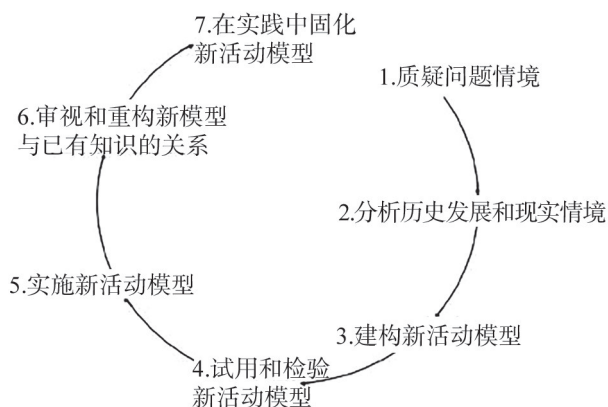 7.在实践中固化
新活动模型
1.质疑问题情境
6.审视和重构新模型
与已有知识的关系
2.分析历史发展和现实情境
5.实施新活动模型
3.建构新活动模型
4.试用和检验
新活动模型